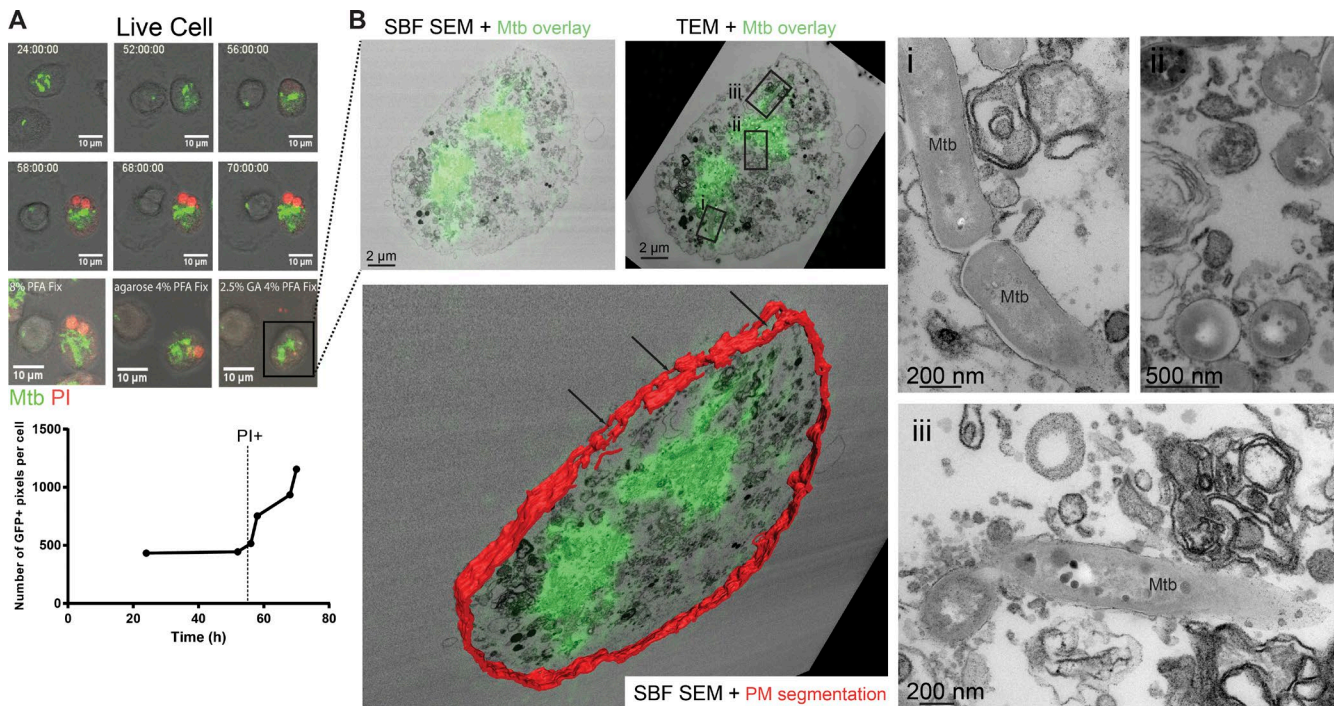 A
Live Cell
24:00:00
52:00:00
56:00:00
10 µm
10 µm
10 µm
58:00:00
68:00:00
70:00:00
10 µm
10 µm
10 µm
8% PFA Fix
agarose 4% PFA Fix
2.5% GA 4% PFA Fix
10 µm
10 µm
10 µm
Mtb PI
PI+
Number of GFP+ pixels per cell
1500
1000
500
0
0 20 40 60 80
Time (h)
B
SBF SEM + Mtb overlay
2 µm
TEM + Mtb overlay
iii
ii
i
2 µm
SBF SEM + PM segmentation
i
Mtb
Mtb
200 nm
ii
500 nm
iii
Mtb
200 nm